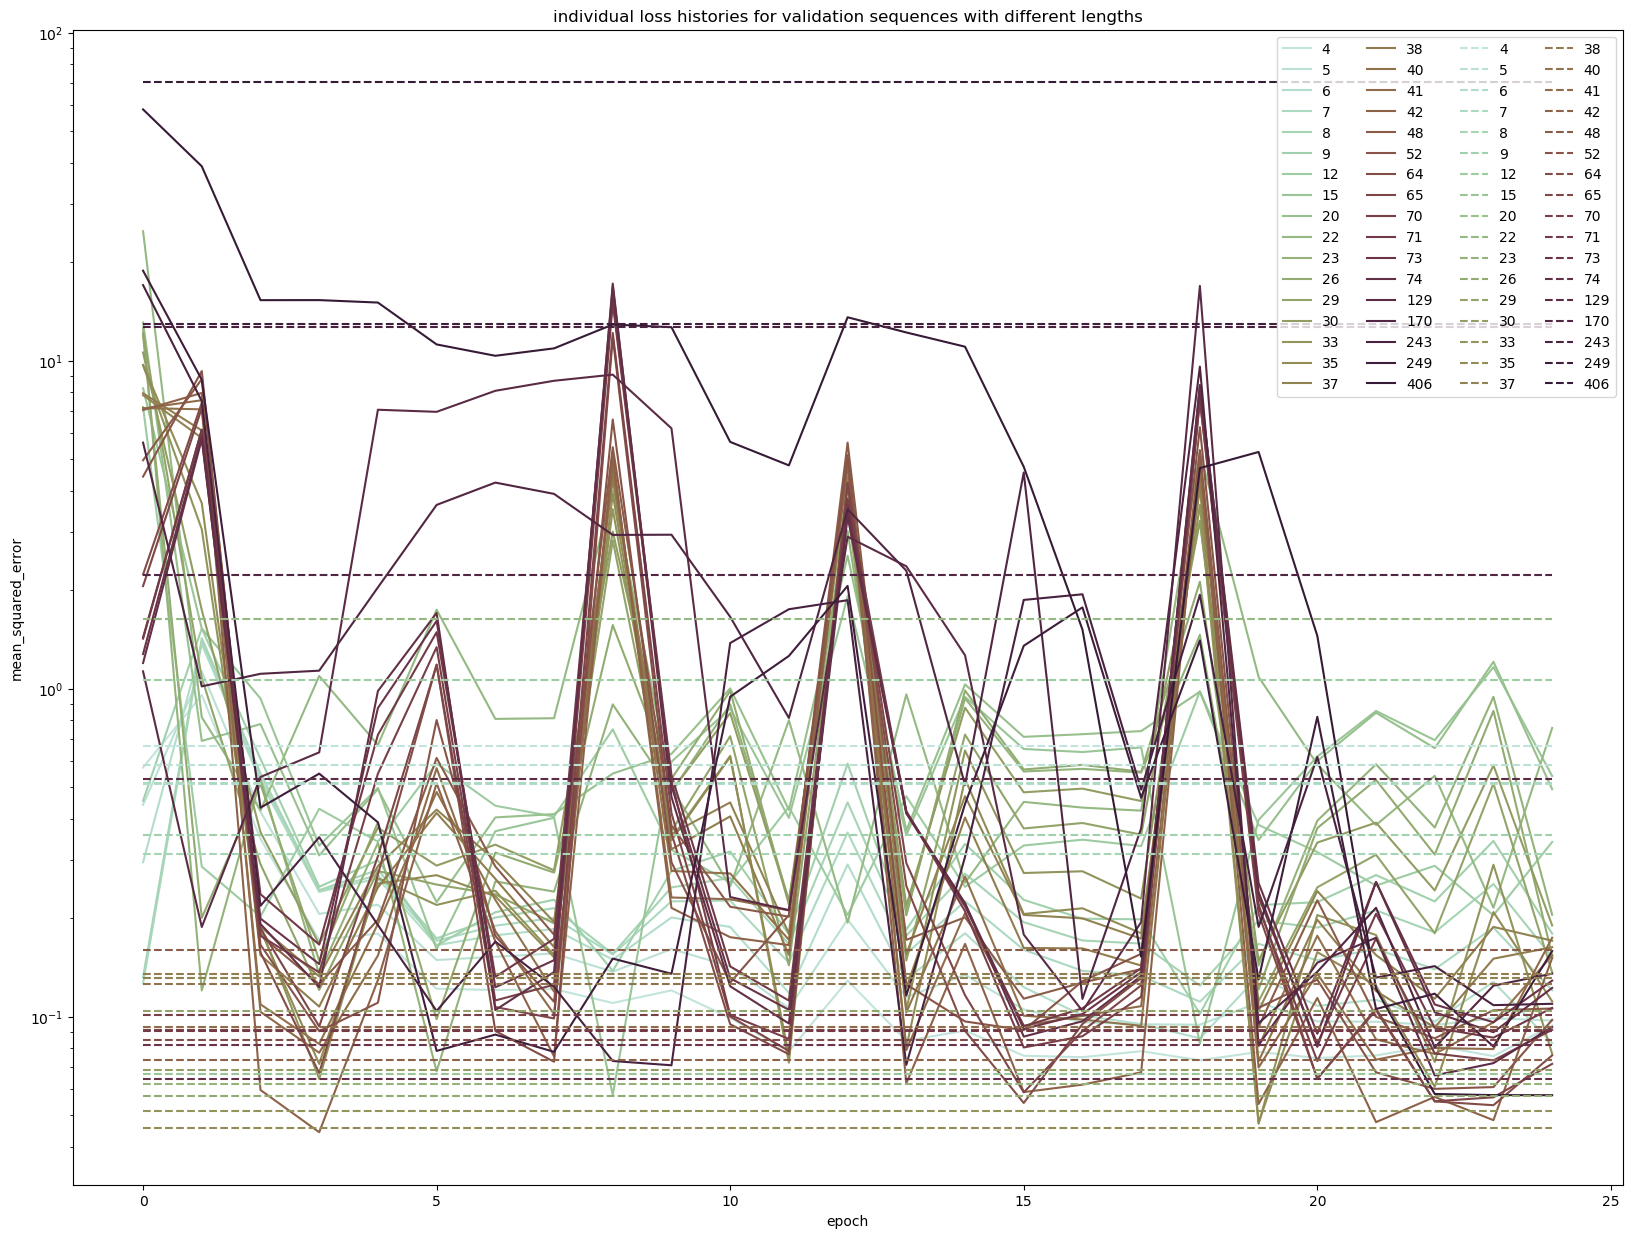 individual loss histories for validation sequences with different lengths
mean_squared_error
10²
10¹
10⁰
10⁻¹
0 5 10 15 20 25
epoch
4 38 4 38
5 40 5 40
6 41 6 41
7 42 7 42
8 48 8 48
9 52 9 52
12 64 12 64
15 65 15 65
20 70 20 70
22 71 22 71
23 73 23 73
26 74 26 74
29 129 29 129
30 170 30 170
33 243 33 243
35 249 35 249
37 406 37 406